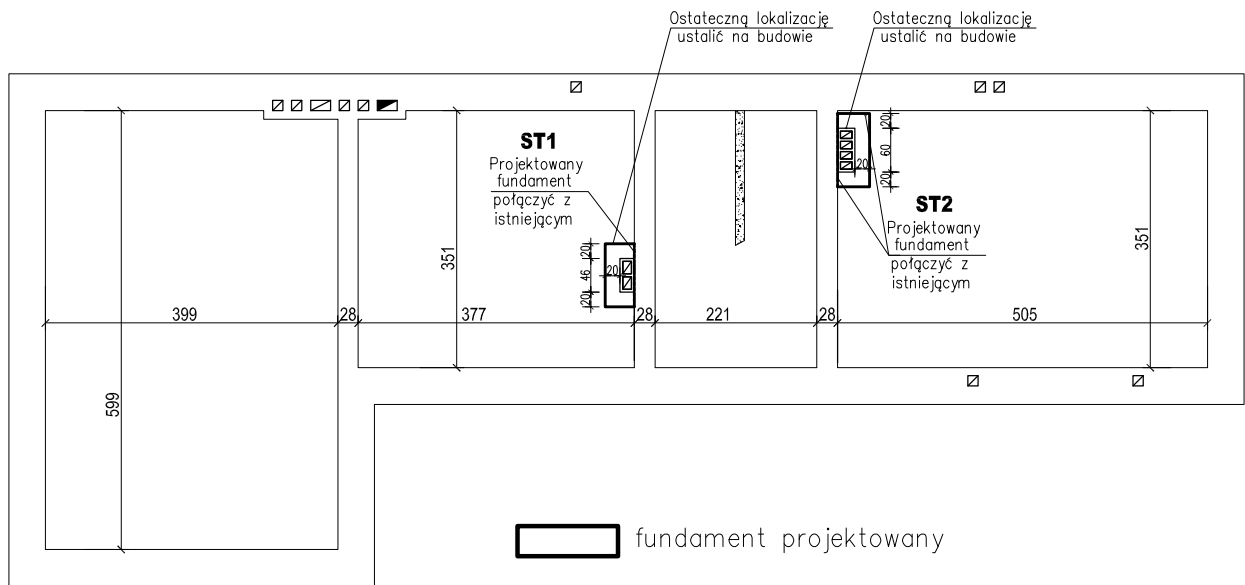 Ostateczną lokalizację
ustalić na budowie
Ostateczną lokalizację
ustalić na budowie
ST1
Projektowany
fundament
połączyć z
istniejącym
20
46
20
20
351
20
60
20
20
ST2
Projektowany
fundament
połączyć z
istniejącym
351
399
28
377
28
221
28
505
599
fundament projektowany